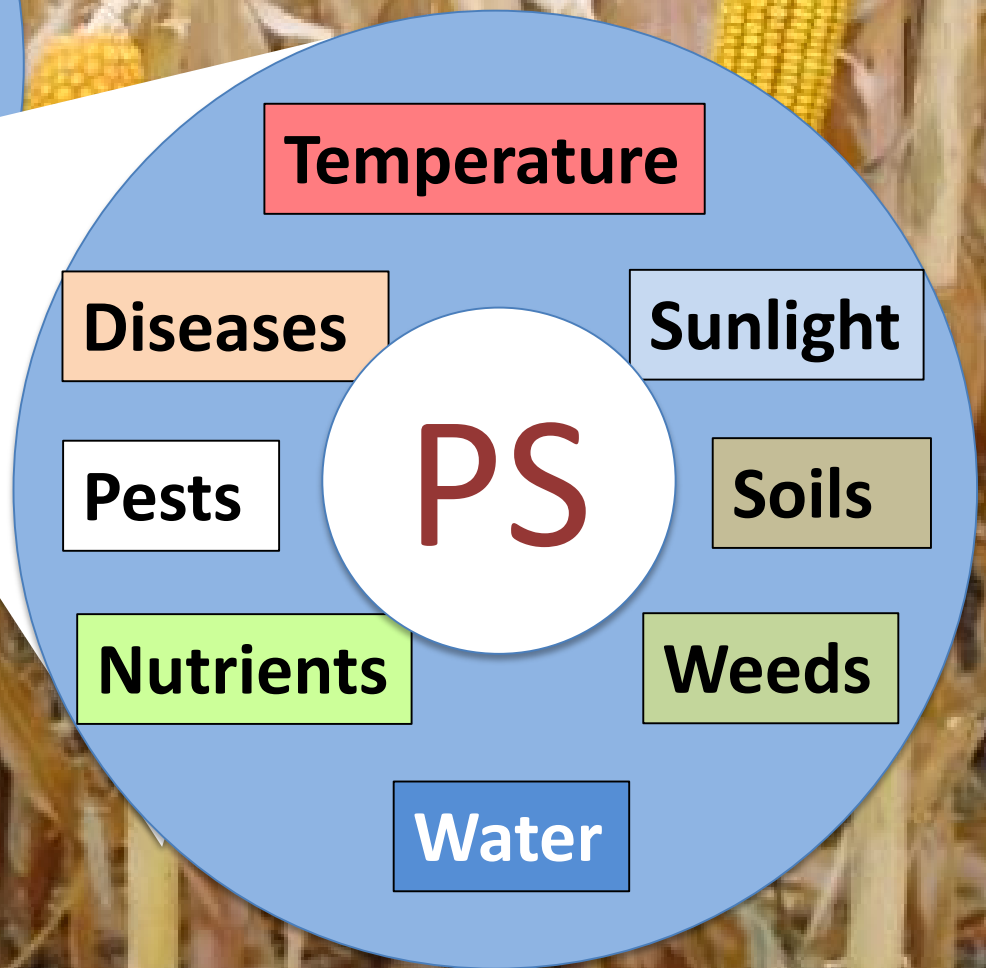 Temperature
Diseases
Sunlight
PS
Pests
Soils
Nutrients
Weeds
Water